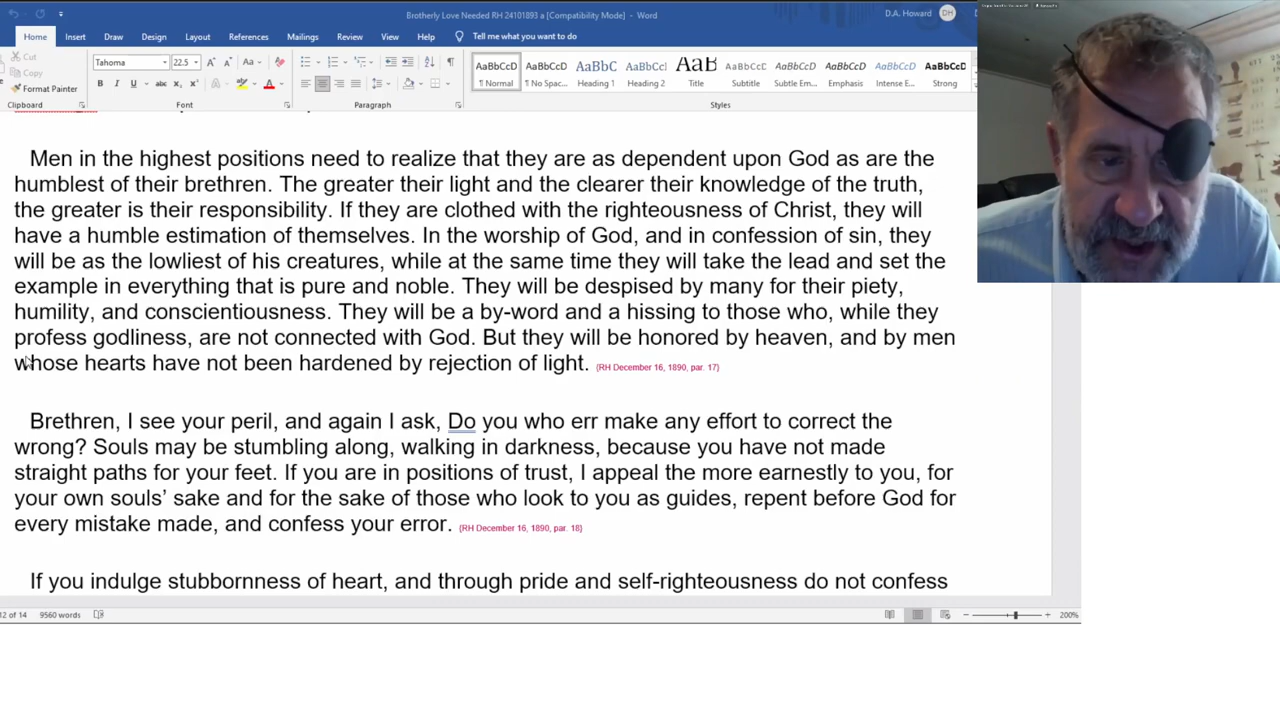 Brotherly Love Needed RH 24101893 a [Compatibility Mode] - Word
D.A. Howard DH
Home Insert Draw Design Layout References Mailings Review View Help Tell me what you want to do
Cut
Copy
Format Painter
Tahoma 22.5
Clipboard Font Paragraph Styles
AaBbCcD AaBbCcD AaBbC AaBbCcI AaB AaBbCcD AaBbCcD AaBbCcD AaBbCcD AaBbCcD
¶ Normal ¶ No Spac... Heading 1 Heading 2 Title Subtitle Subtle Em... Emphasis Intense E... Strong
Men in the highest positions need to realize that they are as dependent upon God as are the
humblest of their brethren. The greater their light and the clearer their knowledge of the truth,
the greater is their responsibility. If they are clothed with the righteousness of Christ, they will
have a humble estimation of themselves. In the worship of God, and in confession of sin, they
will be as the lowliest of his creatures, while at the same time they will take the lead and set the
example in everything that is pure and noble. They will be despised by many for their piety,
humility, and conscientiousness. They will be a by-word and a hissing to those who, while they
profess godliness, are not connected with God. But they will be honored by heaven, and by men
whose hearts have not been hardened by rejection of light. {RH December 16, 1890, par. 17}
Brethren, I see your peril, and again I ask, Do you who err make any effort to correct the
wrong? Souls may be stumbling along, walking in darkness, because you have not made
straight paths for your feet. If you are in positions of trust, I appeal the more earnestly to you, for
your own souls’ sake and for the sake of those who look to you as guides, repent before God for
every mistake made, and confess your error. {RH December 16, 1890, par. 18}
If you indulge stubbornness of heart, and through pride and self-righteousness do not confess
12 of 14 9560 words 200%